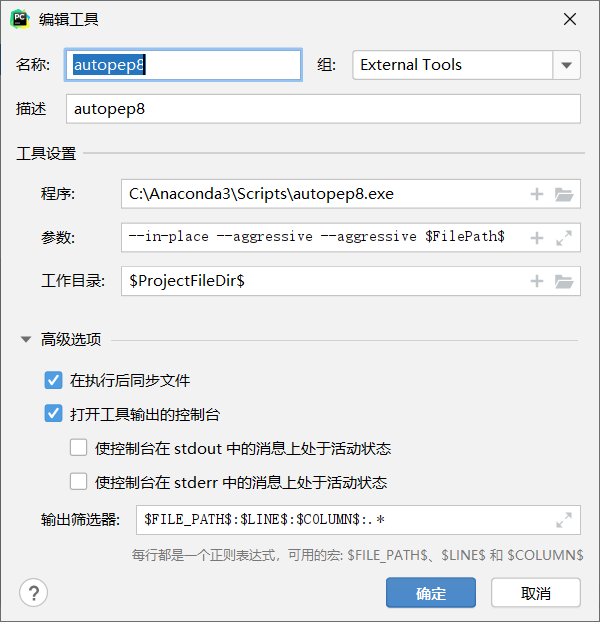 PC
编辑工具
名称: autopep8 组: External Tools
描述 autopep8
工具设置
程序: C:\Anaconda3\Scripts\autopep8.exe
参数: --in-place --aggressive --aggressive $FilePath$
工作目录: $ProjectFileDir$
高级选项
在执行后同步文件
打开工具输出的控制台
使控制台在 stdout 中的消息上处于活动状态
使控制台在 stderr 中的消息上处于活动状态
输出筛选器: $FILE_PATH$:$LINE$:$COLUMN$:.*
每行都是一个正则表达式，可用的宏: $FILE_PATH$、$LINE$ 和 $COLUMN$
? 确定 取消